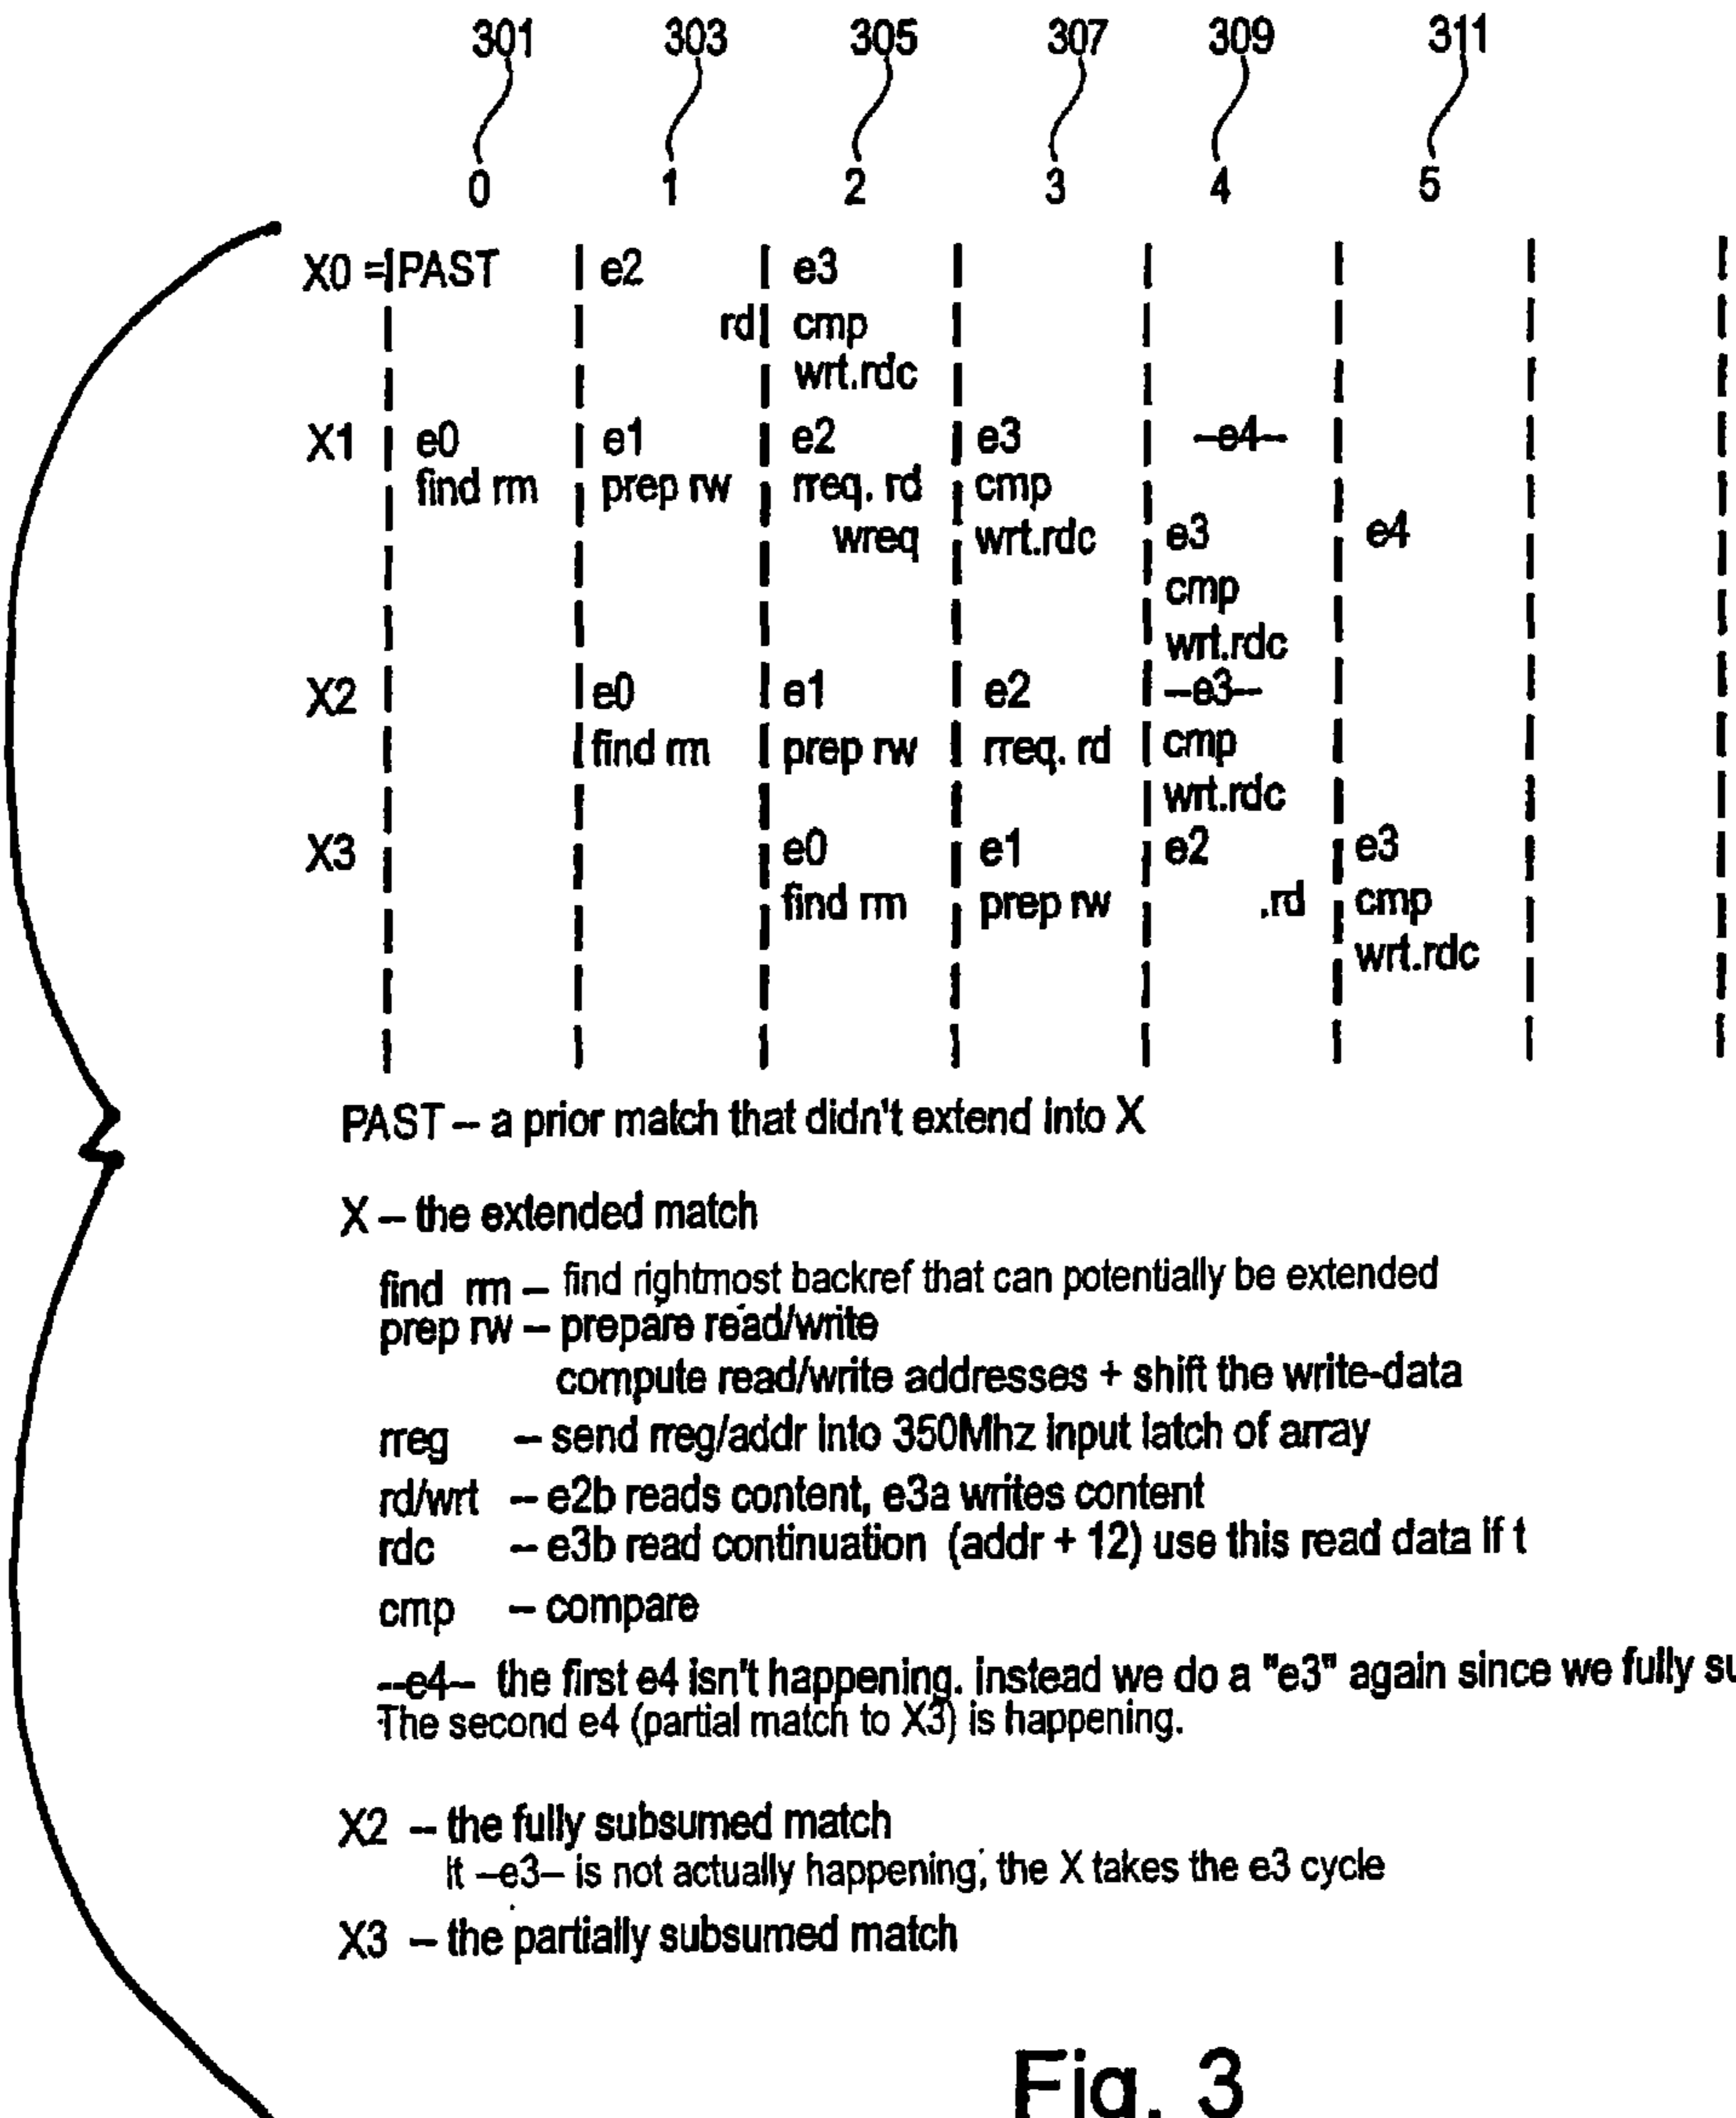 301 303 305 307 309 311
0 1 2 3 4 5
X0 = PAST e2 e3
rd cmp
wrt.rdc
X1 e0 e1 e2 e3 --e4--
find rm prep rw rreq. rd cmp
wreq wrt.rdc e3 e4
cmp
wrt.rdc
X2 e0 e1 e2 --e3--
find rm prep rw rreq. rd cmp
wrt.rdc
X3 e0 e1 e2 e3
find rm prep rw .rd cmp
wrt.rdc
PAST -- a prior match that didn't extend into X
X -- the extended match
find rm -- find rightmost backref that can potentially be extended
prep rw -- prepare read/write
compute read/write addresses + shift the write-data
rreg -- send rreg/addr into 350Mhz input latch of array
rd/wrt -- e2b reads content, e3a writes content
rdc -- e3b read continuation (addr + 12) use this read data if t
cmp -- compare
--e4-- the first e4 isn't happening. instead we do a "e3" again since we fully su
The second e4 (partial match to X3) is happening.
X2 -- the fully subsumed match
It --e3-- is not actually happening, the X takes the e3 cycle
X3 -- the partially subsumed match
Fig. 3